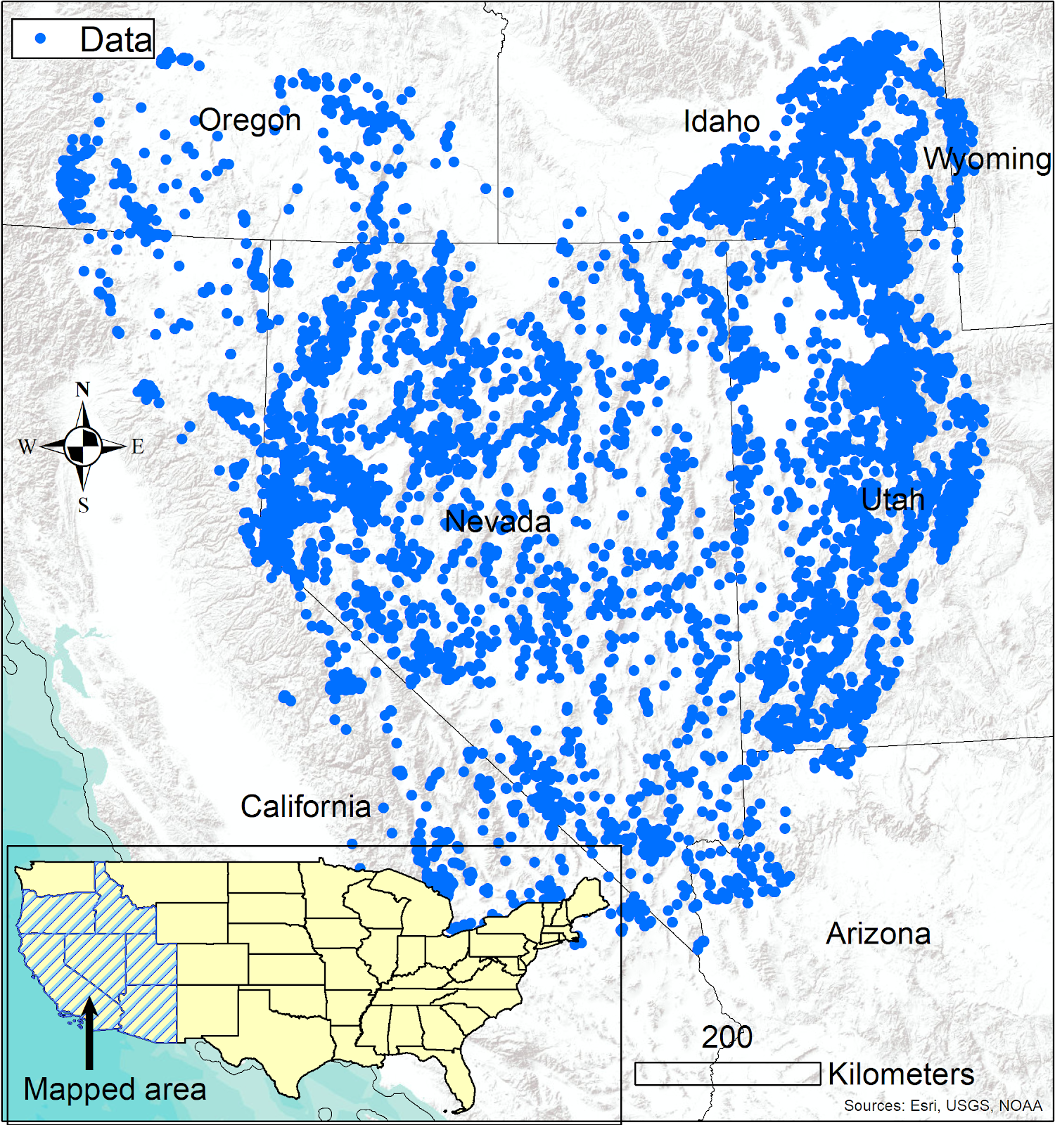 Data
Oregon
Idaho
Wyoming
N
W
E
S
Utah
Nevada
California
Arizona
200
Kilometers
Mapped area
Sources: Esri, USGS, NOAA